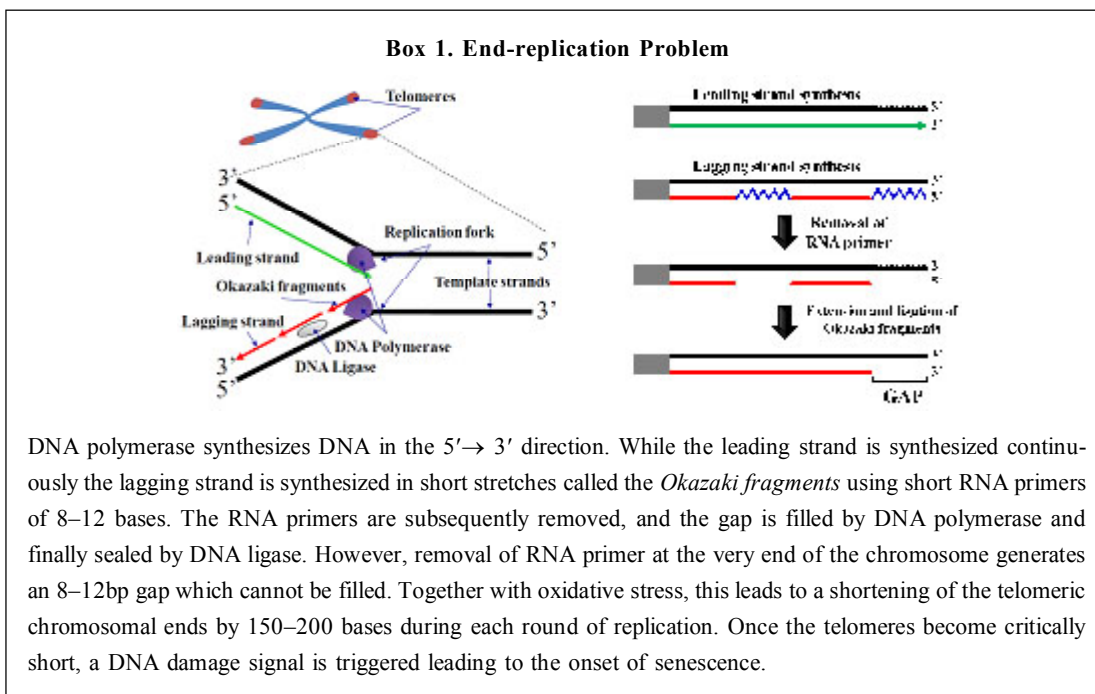 Box 1. End-replication Problem
Telomeres
3’
5’
Leading strand
Okazaki fragments
Lagging strand
3’
5’
DNA Ligase
DNA Polymerase
Replication fork
Template strands
5’
3’
Leading strand synthesis
5’
3’
Lagging strand synthesis
3’
5’
Removal of
RNA primer
3’
5’
Extension and ligation of
Okazaki fragments
3’
GAP
DNA polymerase synthesizes DNA in the 5′→ 3′ direction. While the leading strand is synthesized continu-
ously the lagging strand is synthesized in short stretches called the Okazaki fragments using short RNA primers
of 8–12 bases. The RNA primers are subsequently removed, and the gap is filled by DNA polymerase and
finally sealed by DNA ligase. However, removal of RNA primer at the very end of the chromosome generates
an 8–12bp gap which cannot be filled. Together with oxidative stress, this leads to a shortening of the telomeric
chromosomal ends by 150–200 bases during each round of replication. Once the telomeres become critically
short, a DNA damage signal is triggered leading to the onset of senescence.